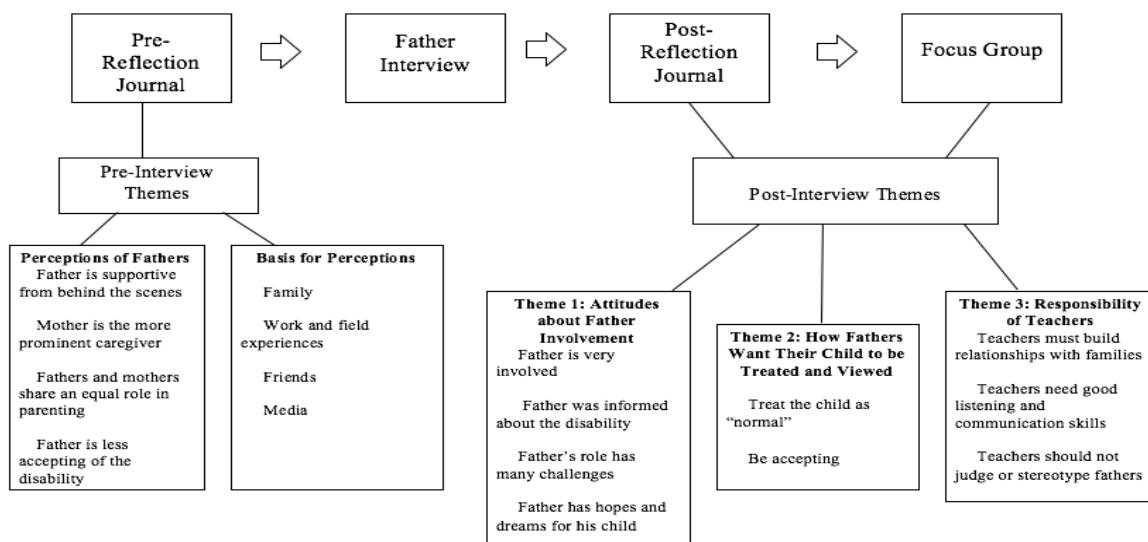 Pre-
Reflection
Journal
Father
Interview
Post-
Reflection
Journal
Focus Group
Pre-Interview
Themes
Post-Interview Themes
Perceptions of Fathers
Father is supportive
from behind the scenes
Mother is the more
prominent caregiver
Fathers and mothers
share an equal role in
parenting
Father is less
accepting of the
disability
Basis for Perceptions
Family
Work and field
experiences
Friends
Media
Theme 1: Attitudes
about Father
Involvement
Father is very
involved
Father was informed
about the disability
Father's role has
many challenges
Father has hopes and
dreams for his child
Theme 2: How Fathers
Want Their Child to be
Treated and Viewed
Treat the child as
“normal”
Be accepting
Theme 3: Responsibility
of Teachers
Teachers must build
relationships with families
Teachers need good
listening and
communication skills
Teachers should not
judge or stereotype fathers